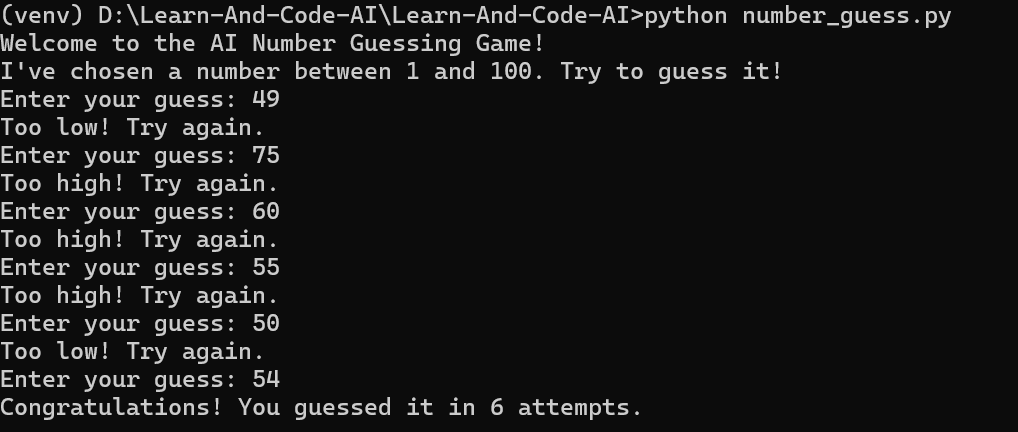 (venv) D:\Learn-And-Code-AI\Learn-And-Code-AI>python number_guess.py
Welcome to the AI Number Guessing Game!
I've chosen a number between 1 and 100. Try to guess it!
Enter your guess: 49
Too low! Try again.
Enter your guess: 75
Too high! Try again.
Enter your guess: 60
Too high! Try again.
Enter your guess: 55
Too high! Try again.
Enter your guess: 50
Too low! Try again.
Enter your guess: 54
Congratulations! You guessed it in 6 attempts.